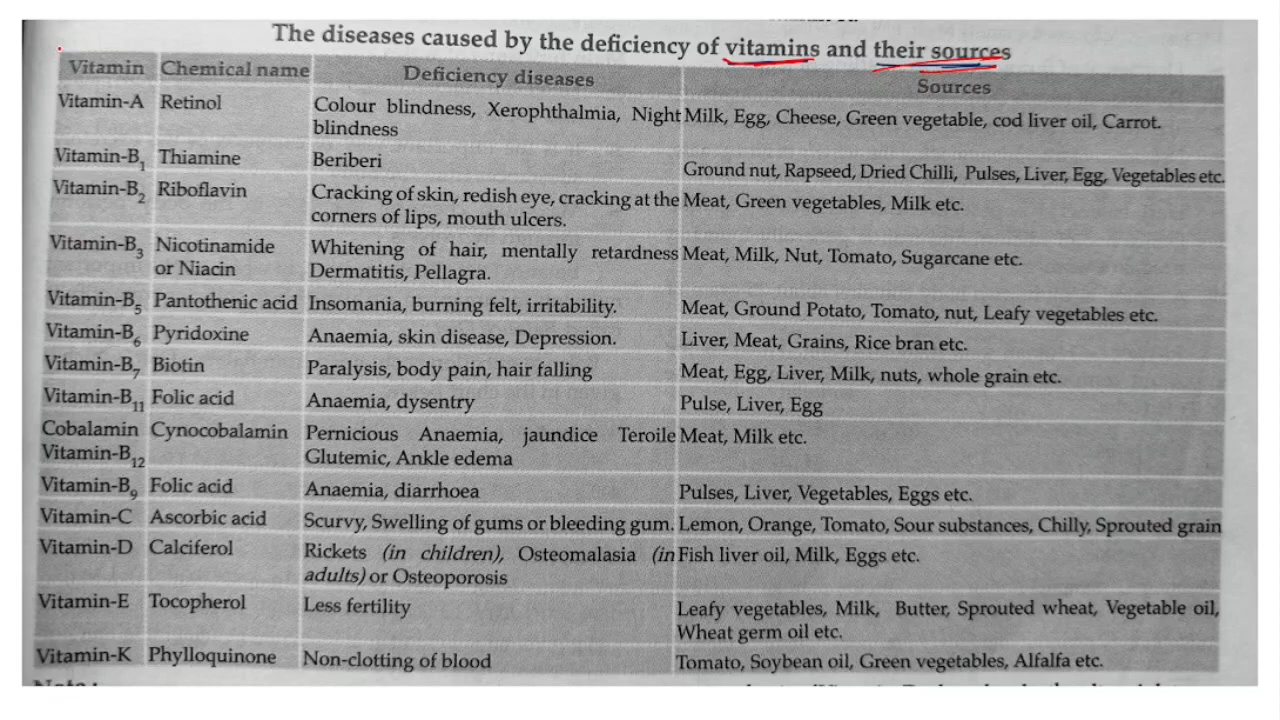 The diseases caused by the deficiency of vitamins and their sources
Vitamin Chemical name Deficiency diseases Sources
Vitamin-A Retinol Colour blindness, Xerophthalmia, Night Milk, Egg, Cheese, Green vegetable, cod liver oil, Carrot.
blindness
Vitamin-B1 Thiamine Beriberi Ground nut, Rapseed, Dried Chilli, Pulses, Liver, Egg, Vegetables etc.
Vitamin-B2 Riboflavin Cracking of skin, redish eye, cracking at the Meat, Green vegetables, Milk etc.
corners of lips, mouth ulcers.
Vitamin-B3 Nicotinamide Whitening of hair, mentally retardness Meat, Milk, Nut, Tomato, Sugarcane etc.
or Niacin Dermatitis, Pellagra.
Vitamin-B5 Pantothenic acid Insomania, burning felt, irritability. Meat, Ground Potato, Tomato, nut, Leafy vegetables etc.
Vitamin-B6 Pyridoxine Anaemia, skin disease, Depression. Liver, Meat, Grains, Rice bran etc.
Vitamin-B7 Biotin Paralysis, body pain, hair falling Meat, Egg, Liver, Milk, nuts, whole grain etc.
Vitamin-B11 Folic acid Anaemia, dysentry Pulse, Liver, Egg
Cobalamin Cynocobalamin Pernicious Anaemia, jaundice Teroile Meat, Milk etc.
Vitamin-B12 Glutemic, Ankle edema
Vitamin-B9 Folic acid Anaemia, diarrhoea Pulses, Liver, Vegetables, Eggs etc.
Vitamin-C Ascorbic acid Scurvy, Swelling of gums or bleeding gum. Lemon, Orange, Tomato, Sour substances, Chilly, Sprouted grain
Vitamin-D Calciferol Rickets (in children), Osteomalasia (in Fish liver oil, Milk, Eggs etc.
adults) or Osteoporosis
Vitamin-E Tocopherol Less fertility Leafy vegetables, Milk, Butter, Sprouted wheat, Vegetable oil,
Wheat germ oil etc.
Vitamin-K Phylloquinone Non-clotting of blood Tomato, Soybean oil, Green vegetables, Alfalfa etc.